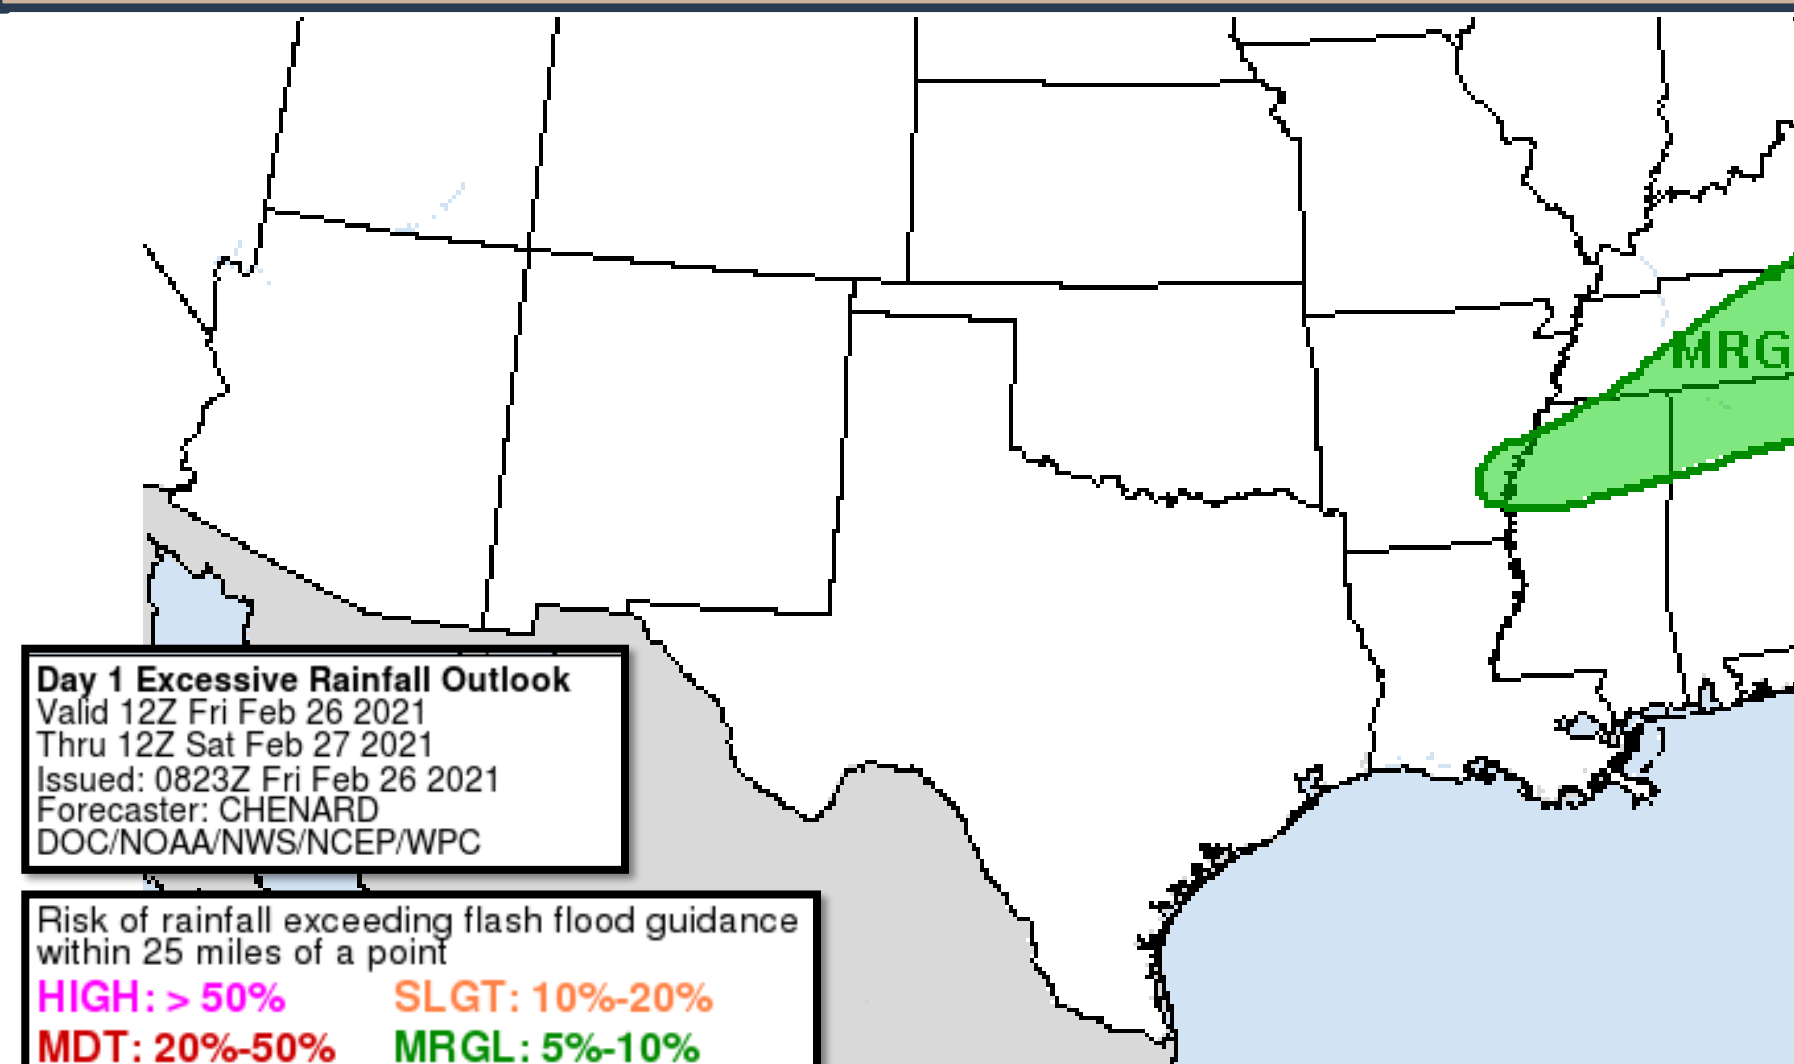 MRG
Day 1 Excessive Rainfall Outlook
Valid 12Z Fri Feb 26 2021
Thru 12Z Sat Feb 27 2021
Issued: 0823Z Fri Feb 26 2021
Forecaster: CHENARD
DOC/NOAA/NWS/NCEP/WPC
Risk of rainfall exceeding flash flood guidance
within 25 miles of a point
HIGH: > 50% SLGT: 10%-20%
MDT: 20%-50% MRGL: 5%-10%